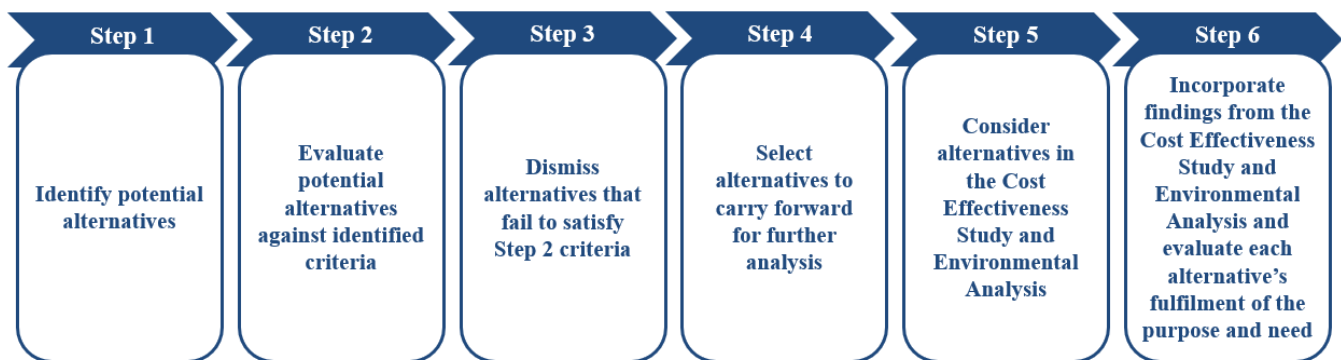 Step 1
Identify potential
alternatives
Step 2
Evaluate
potential
alternatives
against identified
criteria
Step 3
Dismiss
alternatives that
fail to satisfy
Step 2 criteria
Step 4
Select
alternatives to
carry forward
for further
analysis
Step 5
Consider
alternatives in
the Cost
Effectiveness
Study and
Environmental
Analysis
Step 6
Incorporate
findings from the
Cost Effectiveness
Study and
Environmental
Analysis and
evaluate each
alternative’s
fulfilment of the
purpose and need